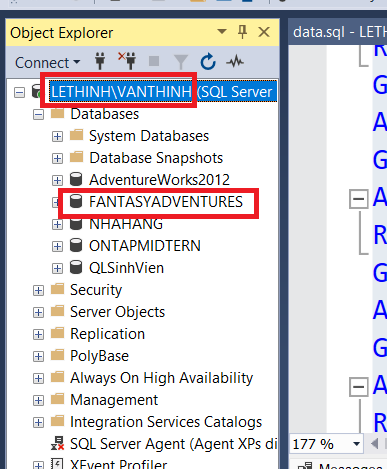 Object Explorer
data.sql - LET
Connect
LETHINH\VANTHINH (SQL Server
Databases
System Databases
Database Snapshots
AdventureWorks2012
FANTASYADVENTURES
NHAHANG
ONTAPMIDTERN
QLSinhVien
Security
Server Objects
Replication
PolyBase
Always On High Availability
Management
Integration Services Catalogs
SQL Server Agent (Agent XPs di
XEvent Profiler
R
G
A
G
A
R
G
A
G
A
R
177 %
Messages